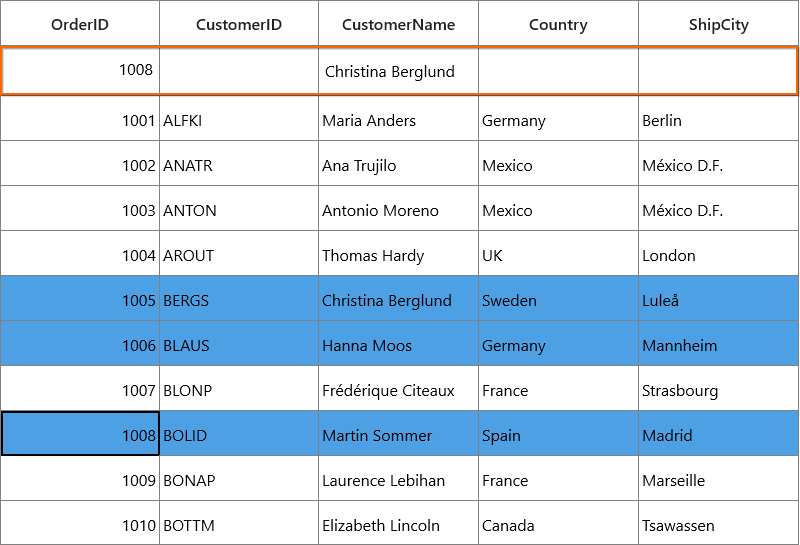 OrderID CustomerID CustomerName Country ShipCity
1008 Christina Berglund
1001 ALFKI Maria Anders Germany Berlin
1002 ANATR Ana Trujilo Mexico México D.F.
1003 ANTON Antonio Moreno Mexico México D.F.
1004 AROUT Thomas Hardy UK London
1005 BERGS Christina Berglund Sweden Luleå
1006 BLAUS Hanna Moos Germany Mannheim
1007 BLONP Frédérique Citeaux France Strasbourg
1008 BOLID Martin Sommer Spain Madrid
1009 BONAP Laurence Lebihan France Marseille
1010 BOTTM Elizabeth Lincoln Canada Tsawassen